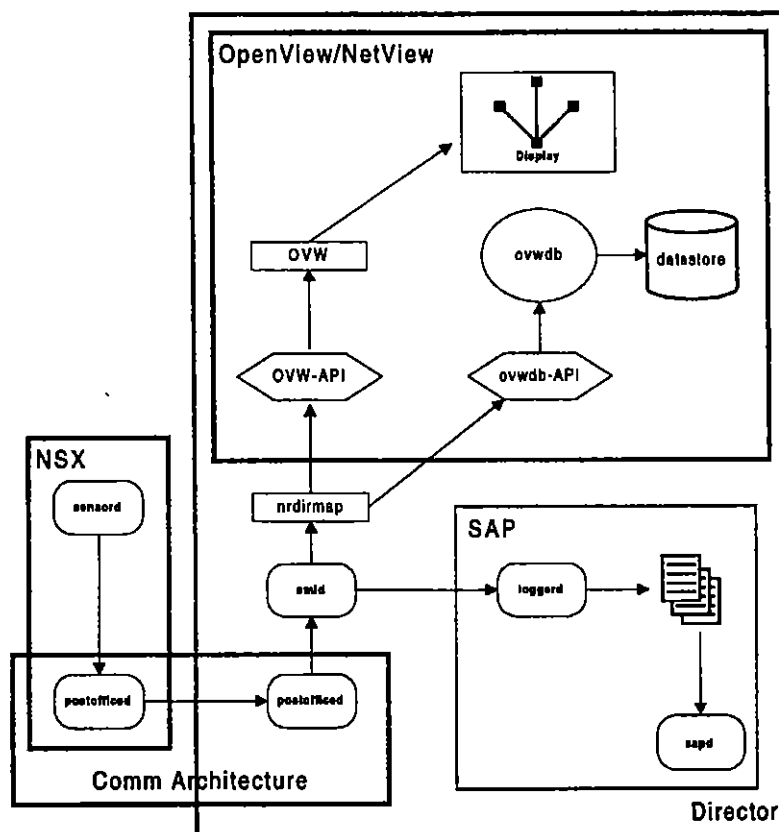 OpenView/NetView
Display
OVW
ovwdb
datastore
OVW-API
ovwdb-API
NSX
sensord
nrdirmap
SAP
smid
loggerd
postofficed
postofficed
sapd
Comm Architecture
Director